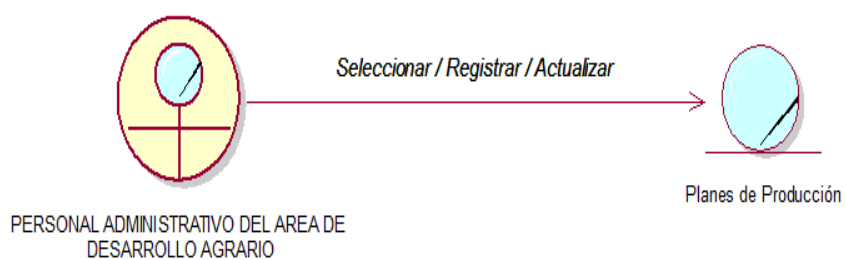 Seleccionar / Registrar / Actualizar
Planes de Producción
PERSONAL ADMINISTRATIVO DEL AREA DE
DESARROLLO AGRARIO